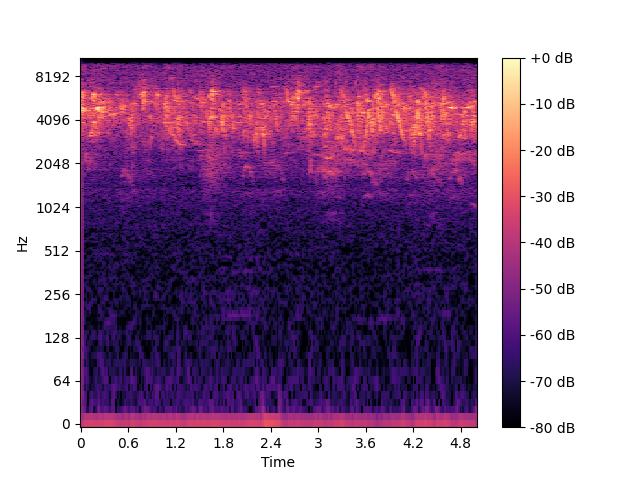 8192
4096
2048
1024
512
256
128
64
0
Hz
0 0.6 1.2 1.8 2.4 3 3.6 4.2 4.8
Time
+0 dB
-10 dB
-20 dB
-30 dB
-40 dB
-50 dB
-60 dB
-70 dB
-80 dB